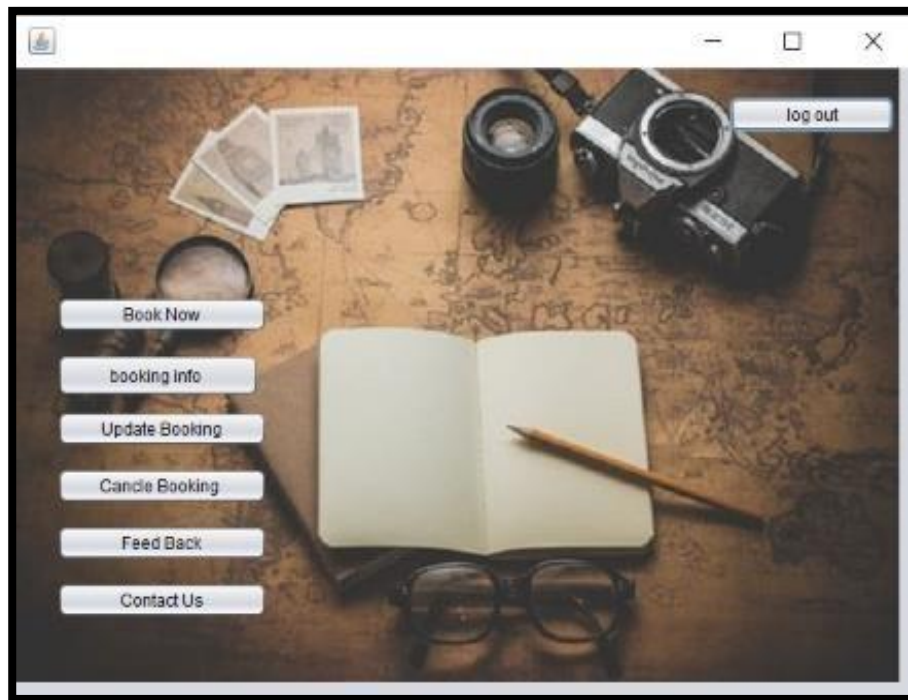 log out
Book Now
booking info
Update Booking
Cancle Booking
Feed Back
Contact Us